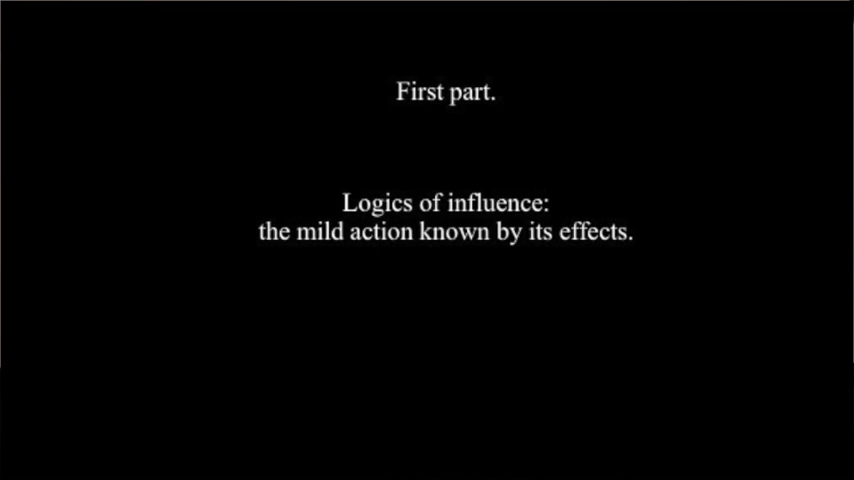 First part.
Logics of influence:
the mild action known by its effects.